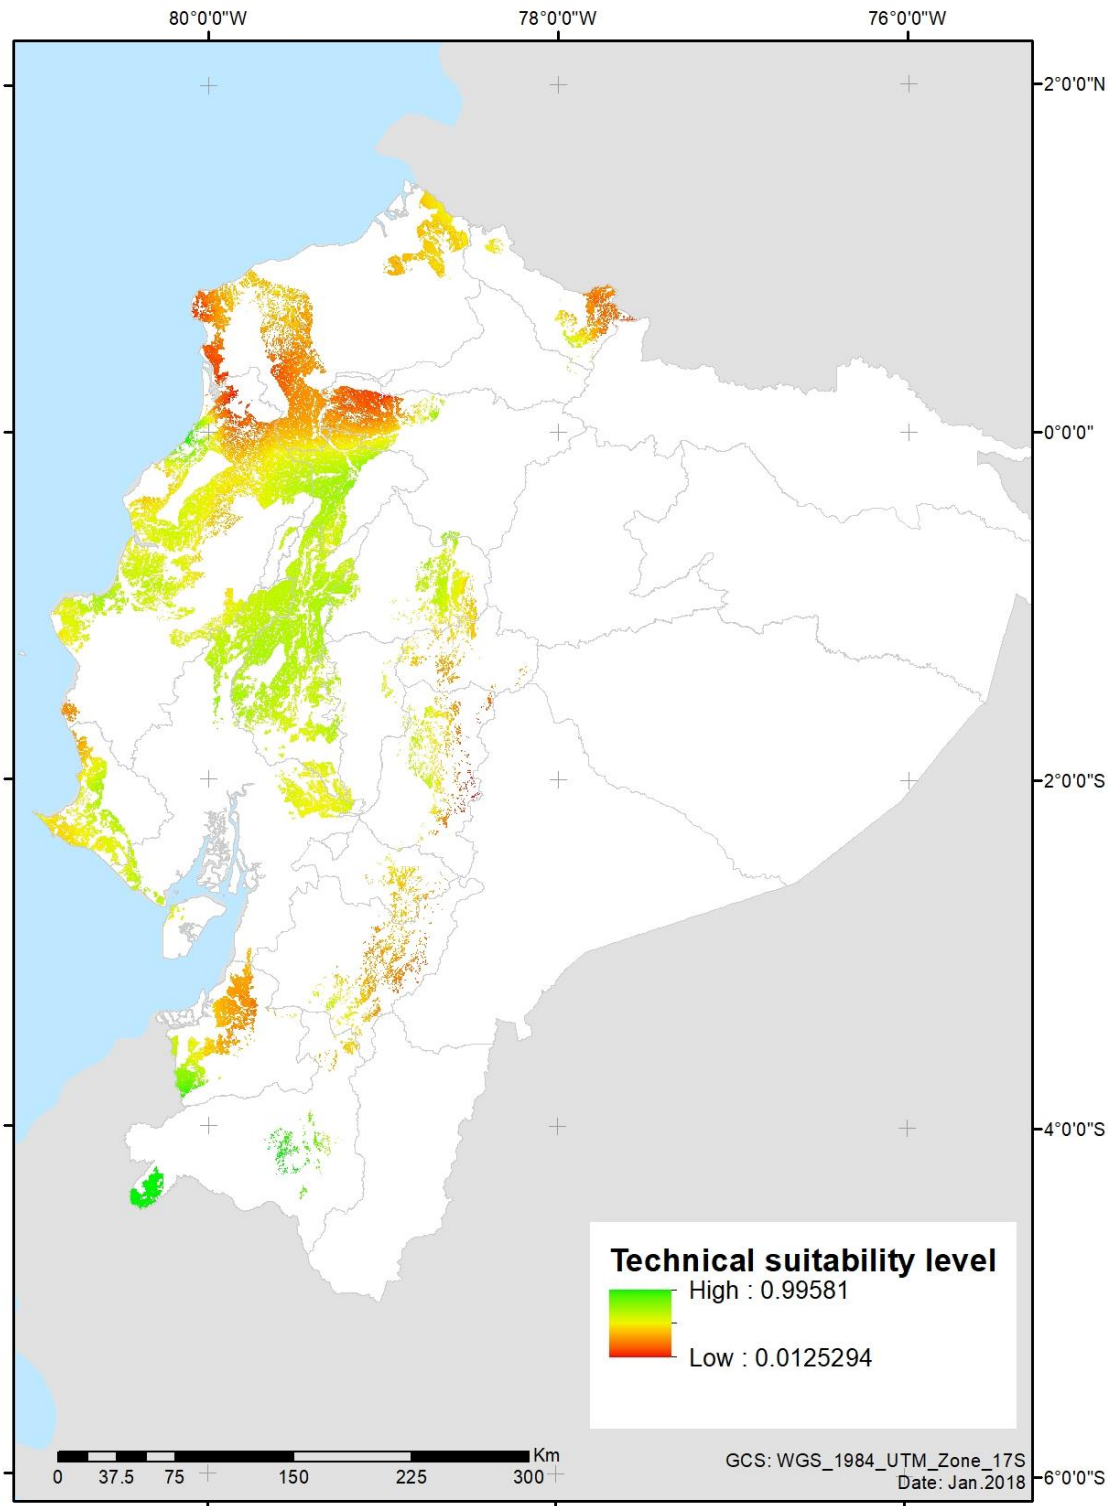 80°0'0"W 78°0'0"W 76°0'0"W
2°0'0"N
0°0'0"
2°0'0"S
4°0'0"S
Technical suitability level
High : 0.99581
Low : 0.0125294
Km
0 37.5 75 150 225 300
GCS: WGS_1984_UTM_Zone_17S
Date: Jan.2018
6°0'0"S